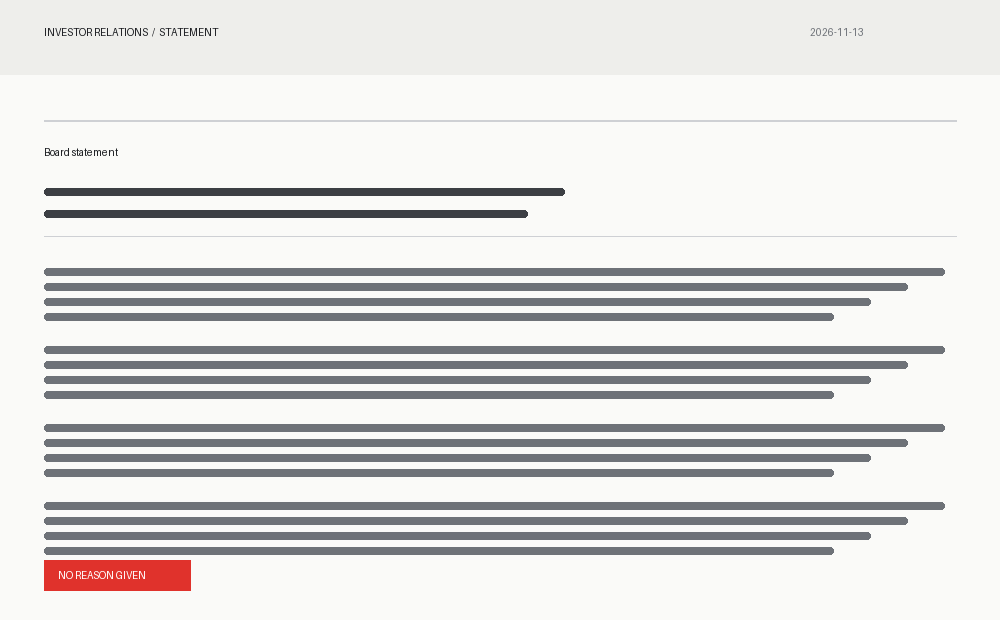 INVESTOR RELATIONS / STATEMENT
2026-11-13
Board statement
NO REASON GIVEN